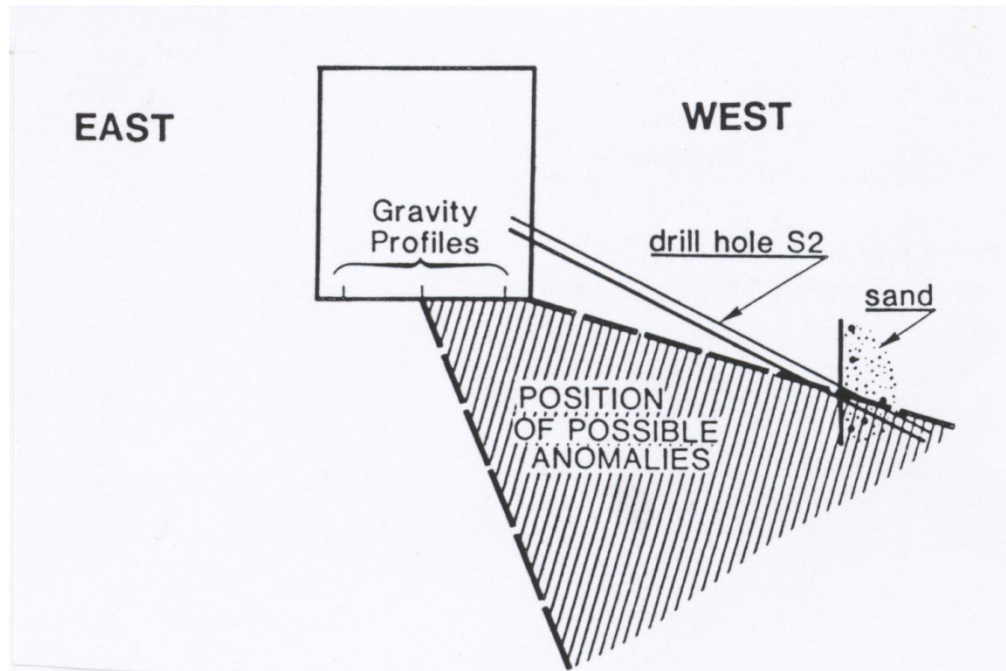 EAST
WEST
Gravity
Profiles
drill hole S2
sand
POSITION
OF POSSIBLE
ANOMALIES